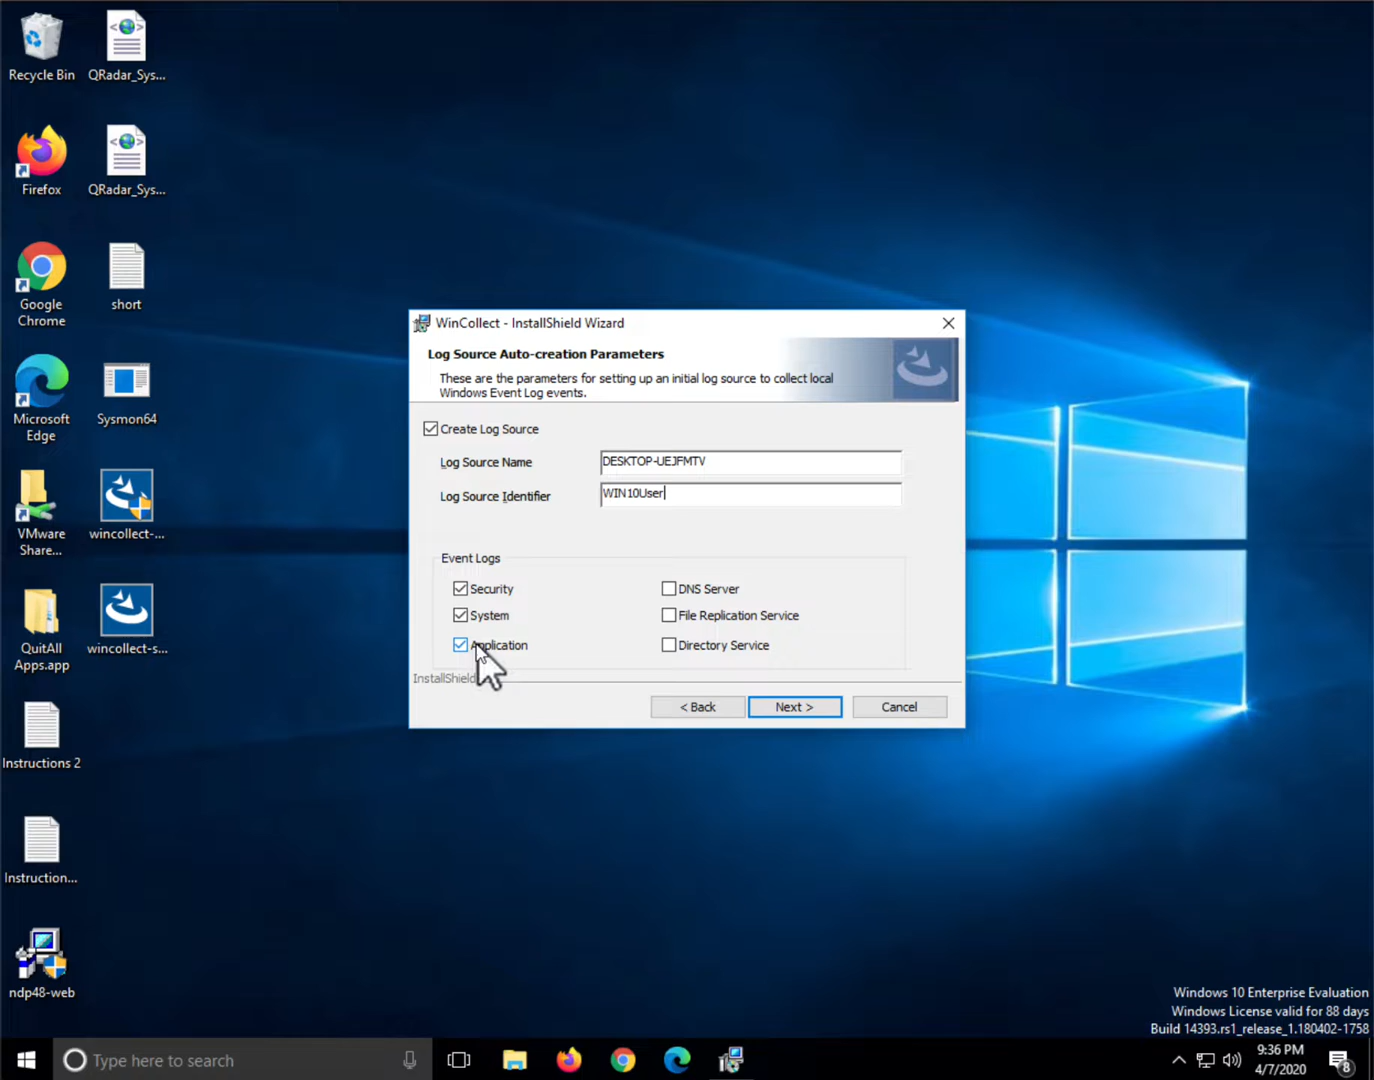 Recycle Bin
QRadar_Sys...
Firefox
QRadar_Sys...
Google
Chrome
short
Microsoft
Edge
Sysmon64
VMware
Share...
wincollect-...
QuitAll
Apps.app
wincollect-s...
Instructions 2
Instruction...
ndp48-web
WinCollect - InstallShield Wizard
Log Source Auto-creation Parameters
These are the parameters for setting up an initial log source to collect local
Windows Event Log events.
Create Log Source
Log Source Name
DESKTOP-UEJFMTV
Log Source Identifier
WIN10User
Event Logs
Security
DNS Server
System
File Replication Service
Application
Directory Service
InstallShield
< Back
Next >
Cancel
Windows 10 Enterprise Evaluation
Windows License valid for 88 days
Build 14393.rs1_release_1.180402-1758
Type here to search
9:36 PM
4/7/2020
8